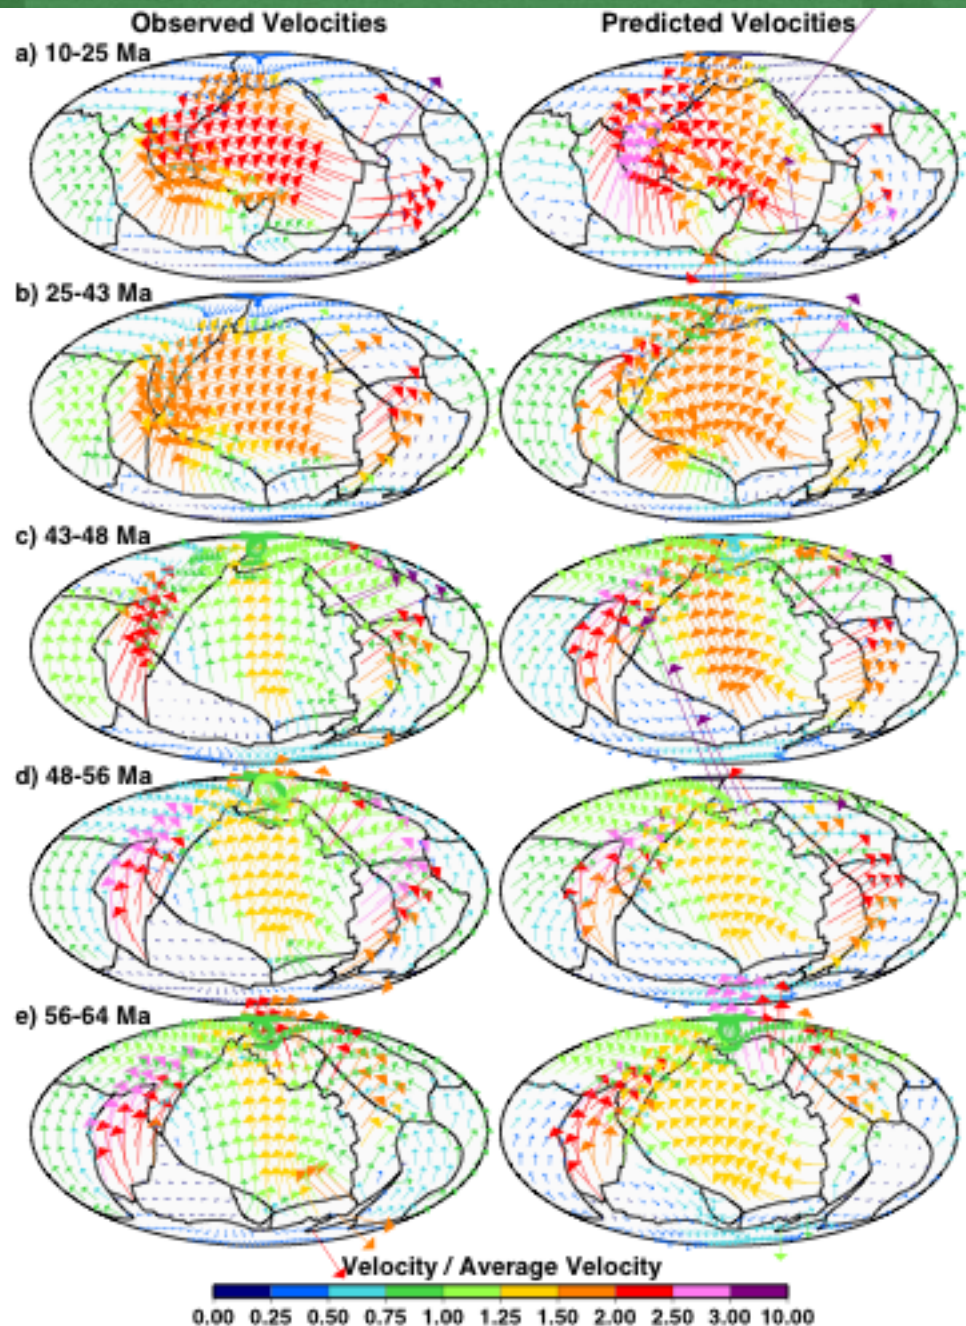 Observed Velocities Predicted Velocities
a) 10-25 Ma
b) 25-43 Ma
c) 43-48 Ma
d) 48-56 Ma
e) 56-64 Ma
Velocity / Average Velocity
0.00 0.25 0.50 0.75 1.00 1.25 1.50 2.00 2.50 3.00 10.00